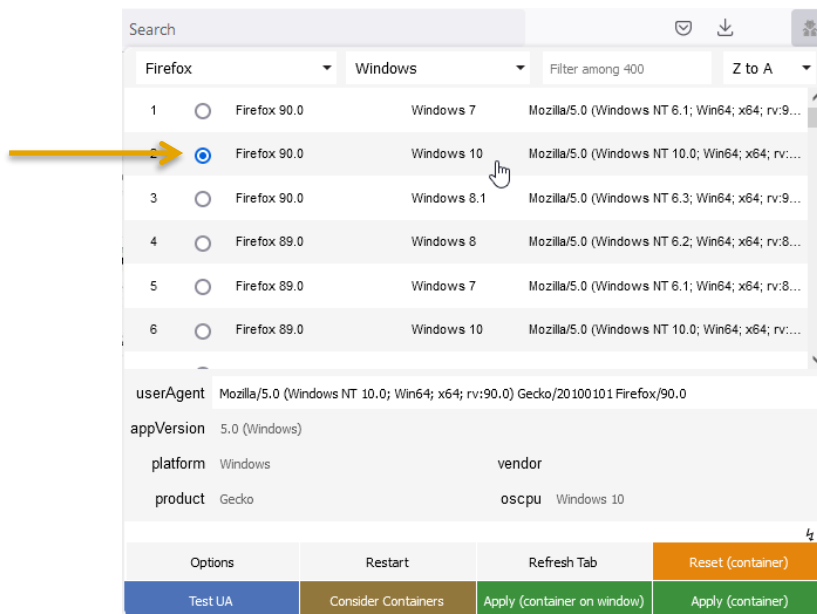 Search
Firefox Windows Filter among 400 Z to A
1 Firefox 90.0 Windows 7 Mozilla/5.0 (Windows NT 6.1; Win64; x64; rv:9...
2 Firefox 90.0 Windows 10 Mozilla/5.0 (Windows NT 10.0; Win64; x64; rv:...
3 Firefox 90.0 Windows 8.1 Mozilla/5.0 (Windows NT 6.3; Win64; x64; rv:9...
4 Firefox 89.0 Windows 8 Mozilla/5.0 (Windows NT 6.2; Win64; x64; rv:8...
5 Firefox 89.0 Windows 7 Mozilla/5.0 (Windows NT 6.1; Win64; x64; rv:8...
6 Firefox 89.0 Windows 10 Mozilla/5.0 (Windows NT 10.0; Win64; x64; rv:...
userAgent Mozilla/5.0 (Windows NT 10.0; Win64; x64; rv:90.0) Gecko/20100101 Firefox/90.0
appVersion 5.0 (Windows)
platform Windows vendor
product Gecko oscpu Windows 10
Options Restart Refresh Tab Reset (container)
Test UA Consider Containers Apply (container on window) Apply (container)